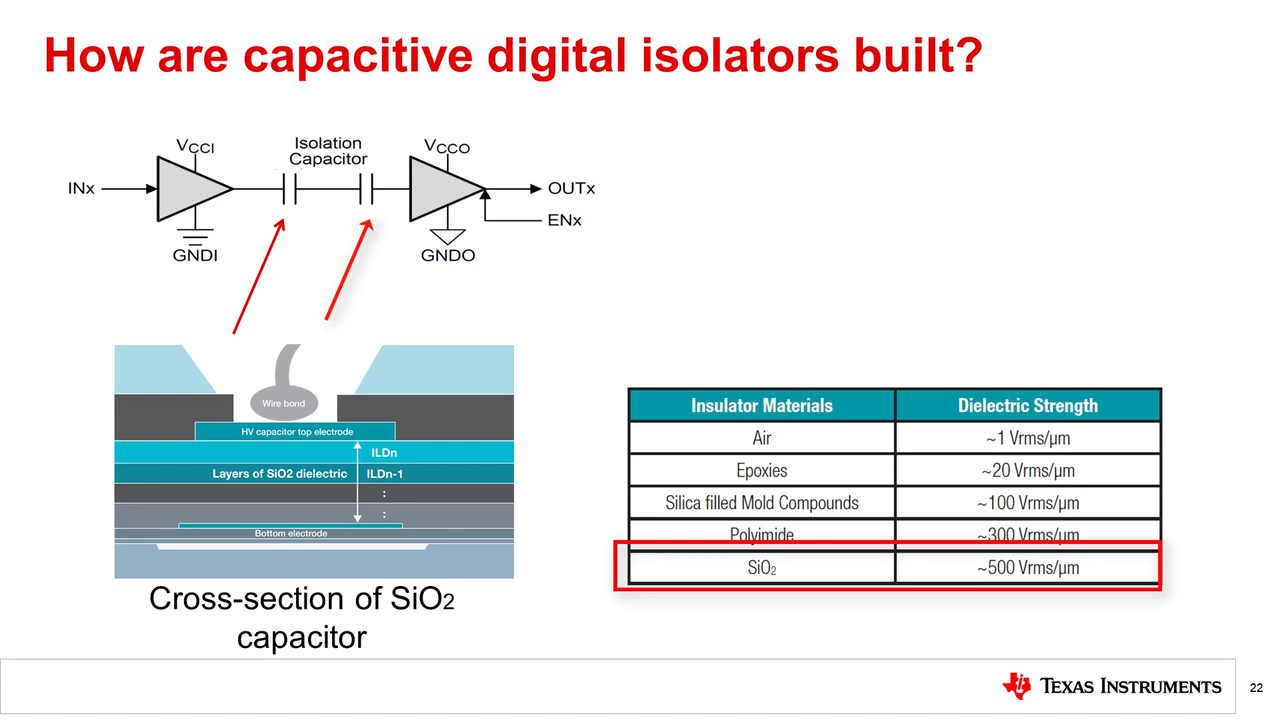 How are capacitive digital isolators built?
VCCI
Isolation
Capacitor
VCCO
INx
OUTx
ENx
GNDI
GNDO
Wire bond
HV capacitor top electrode
ILDn
Layers of SiO2 dielectric
ILDn-1
:
:
Bottom electrode
Cross-section of SiO2
capacitor
Insulator Materials Dielectric Strength
Air ~1 Vrms/µm
Epoxies ~20 Vrms/µm
Silica filled Mold Compounds ~100 Vrms/µm
Polyimide ~300 Vrms/µm
SiO2 ~500 Vrms/µm
TEXAS INSTRUMENTS
22